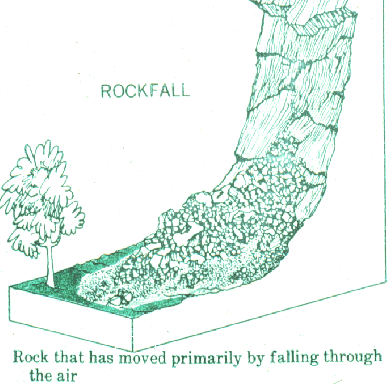 ROCKFALL
Rock that has moved primarily by falling through
the air